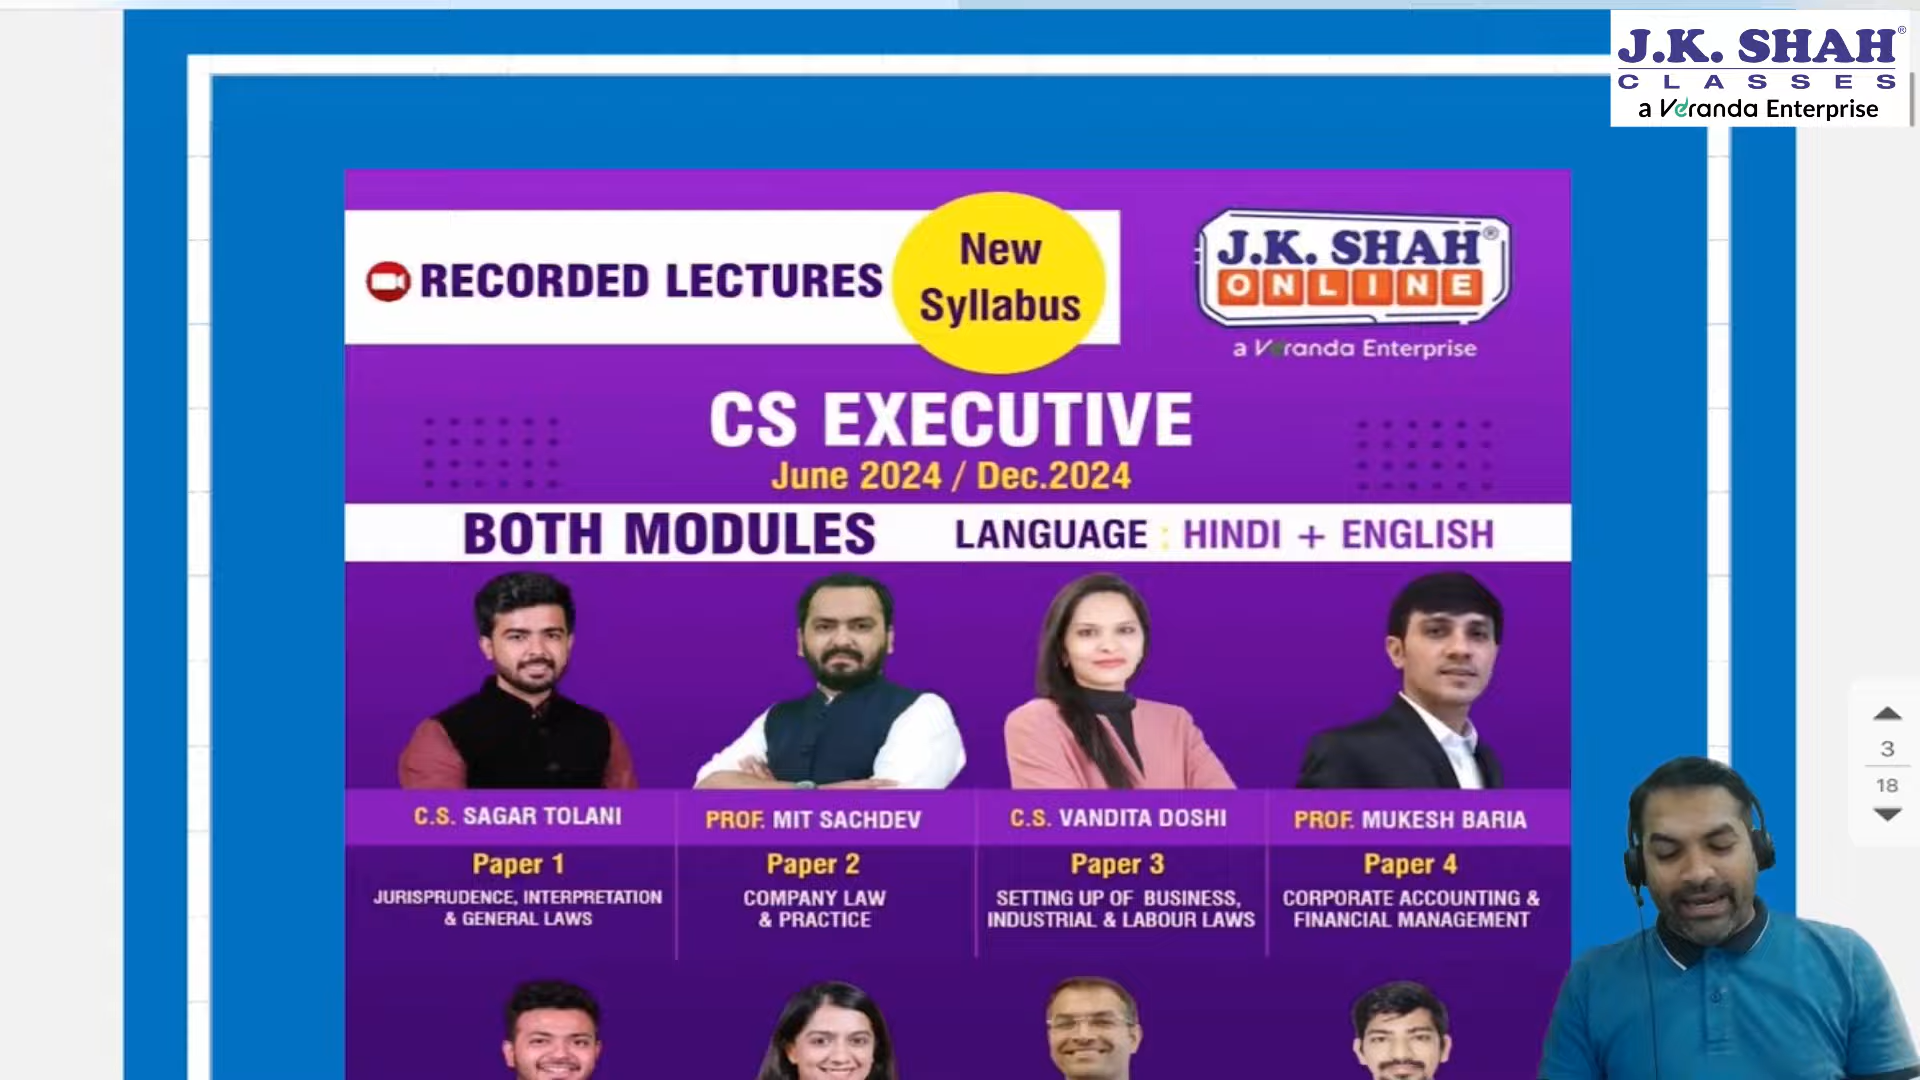 J.K. SHAH®
CLASSES
a Veranda Enterprise
RECORDED LECTURES
New
Syllabus
J.K. SHAH®
ONLINE
a Veranda Enterprise
CS EXECUTIVE
June 2024 / Dec.2024
BOTH MODULES
LANGUAGE : HINDI + ENGLISH
C.S. SAGAR TOLANI
Paper 1
JURISPRUDENCE, INTERPRETATION
& GENERAL LAWS
PROF. MIT SACHDEV
Paper 2
COMPANY LAW
& PRACTICE
C.S. VANDITA DOSHI
Paper 3
SETTING UP OF BUSINESS,
INDUSTRIAL & LABOUR LAWS
PROF. MUKESH BARIA
Paper 4
CORPORATE ACCOUNTING &
FINANCIAL MANAGEMENT
3
18